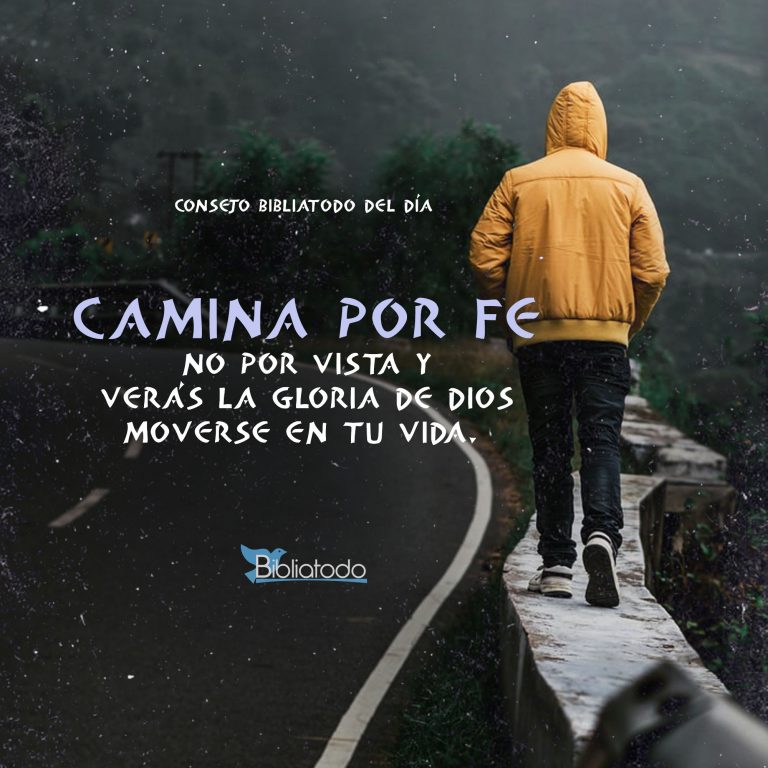 CONSEJO BIBLIATODO DEL DÍA
CAMINA POR FE
NO POR VISTA Y
VERÁS LA GLORIA DE DIOS
MOVERSE EN TU VIDA.
Bibliatodo